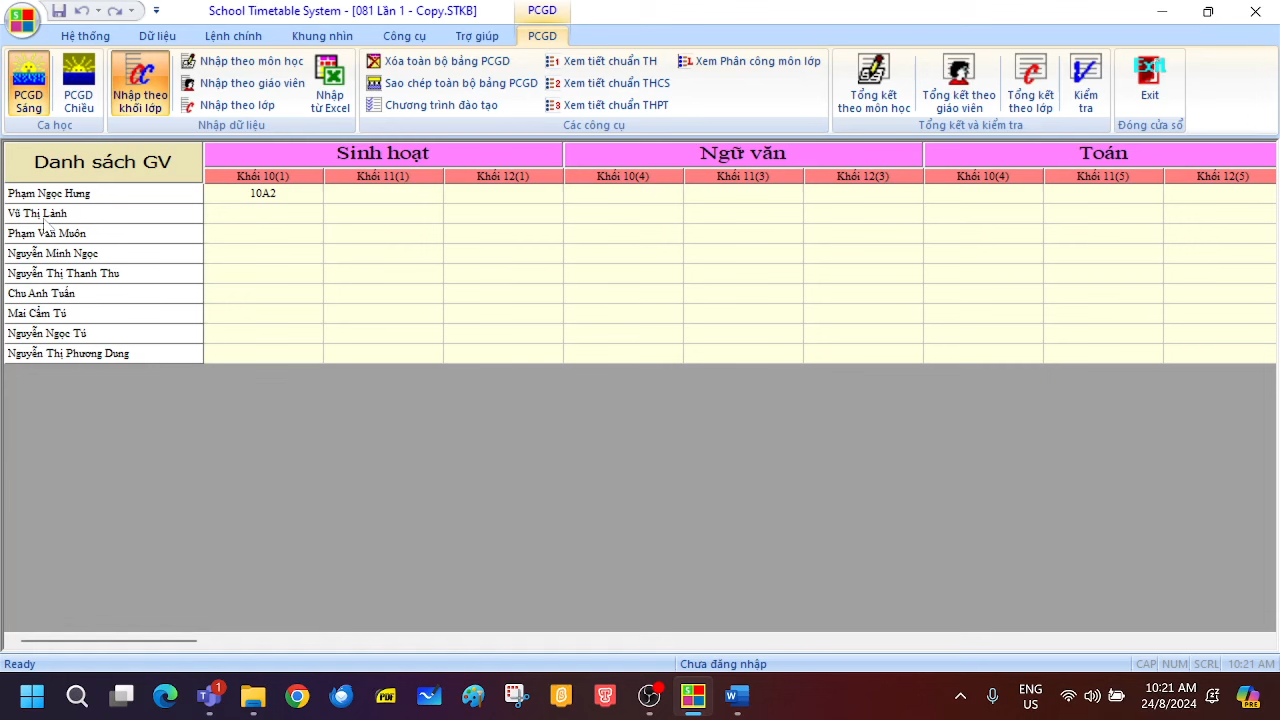 School Timetable System - [081 Lần 1 - Copy.STKB]
PCGD
Hệ thống
Dữ liệu
Lệnh chính
Khung nhìn
Công cụ
Trợ giúp
PCGD
PCGD Sáng
PCGD Chiều
Ca học
Nhập theo khối lớp
Nhập theo môn học
Nhập theo giáo viên
Nhập theo lớp
Nhập từ Excel
Nhập dữ liệu
Xóa toàn bộ bảng PCGD
Sao chép toàn bộ bảng PCGD
Chương trình đào tạo
1 Xem tiết chuẩn TH
2 Xem tiết chuẩn THCS
3 Xem tiết chuẩn THPT
L Xem Phân công môn lớp
Các công cụ
Tổng kết theo môn học
Tổng kết theo giáo viên
Tổng kết theo lớp
Kiểm tra
Tổng kết và kiểm tra
EXIT
Exit
Đóng cửa sổ
Danh sách GV
Sinh hoạt
Ngữ văn
Toán
Khối 10(1)
Khối 11(1)
Khối 12(1)
Khối 10(4)
Khối 11(3)
Khối 12(3)
Khối 10(4)
Khối 11(5)
Khối 12(5)
Phạm Ngọc Hưng
10A2
Vũ Thị Lành
Phạm Văn Muôn
Nguyễn Minh Ngọc
Nguyễn Thị Thanh Thu
Chu Anh Tuấn
Mai Cẩm Tú
Nguyễn Ngọc Tú
Nguyễn Thị Phương Dung
Ready
Chưa đăng nhập
CAP
NUM
SCRL
10:21 AM
1
PDF
ENG
US
10:21 AM
24/8/2024
PRE